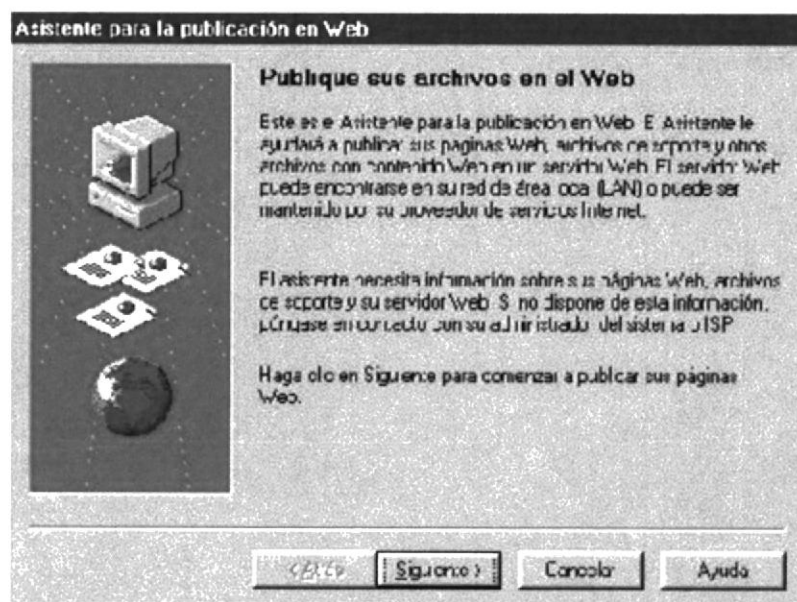 Asistente para la publicación en Web
Publique sus archivos en el Web
Este es el Asistente para la publicación en Web. El Asistente le
ayudará a publicar sus páginas Web, archivos de soporte y otros
archivos con contenido Web en un servidor Web. El servidor Web
puede encontrarse en su red de área local (LAN) o puede ser
mantenido por su proveedor de servicios Internet.
El asistente necesita información sobre sus páginas Web, archivos
de soporte y su servidor Web. Si no dispone de esta información,
póngase en contacto con su administrador del sistema o ISP
Haga clic en Siguiente para comenzar a publicar sus páginas
Web.
< Atrás
Siguiente >
Cancelar
Ayuda